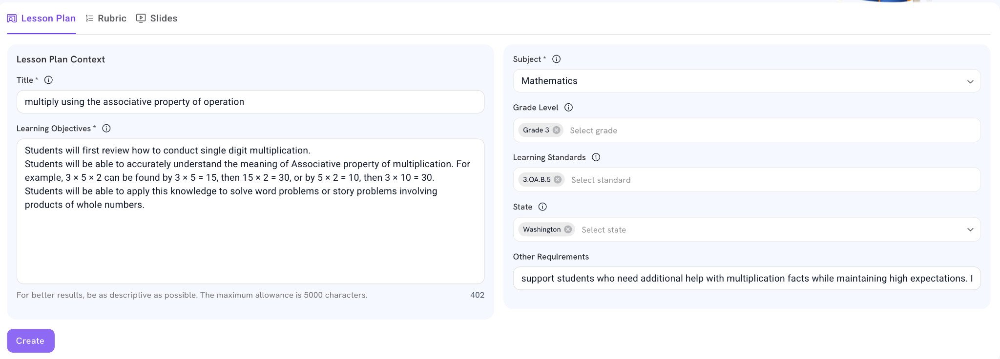 Lesson Plan
Rubric
Slides
Lesson Plan Context
Title *
multiply using the associative property of operation
Learning Objectives *
Students will first review how to conduct single digit multiplication.
Students will be able to accurately understand the meaning of Associative property of multiplication. For
example, 3 × 5 × 2 can be found by 3 × 5 = 15, then 15 × 2 = 30, or by 5 × 2 = 10, then 3 × 10 = 30.
Students will be able to apply this knowledge to solve word problems or story problems involving
products of whole numbers.
For better results, be as descriptive as possible. The maximum allowance is 5000 characters.
402
Subject *
Mathematics
Grade Level
Grade 3
Select grade
Learning Standards
3.OA.B.5
Select standard
State
Washington
Select state
Other Requirements
support students who need additional help with multiplication facts while maintaining high expectations. I
Create